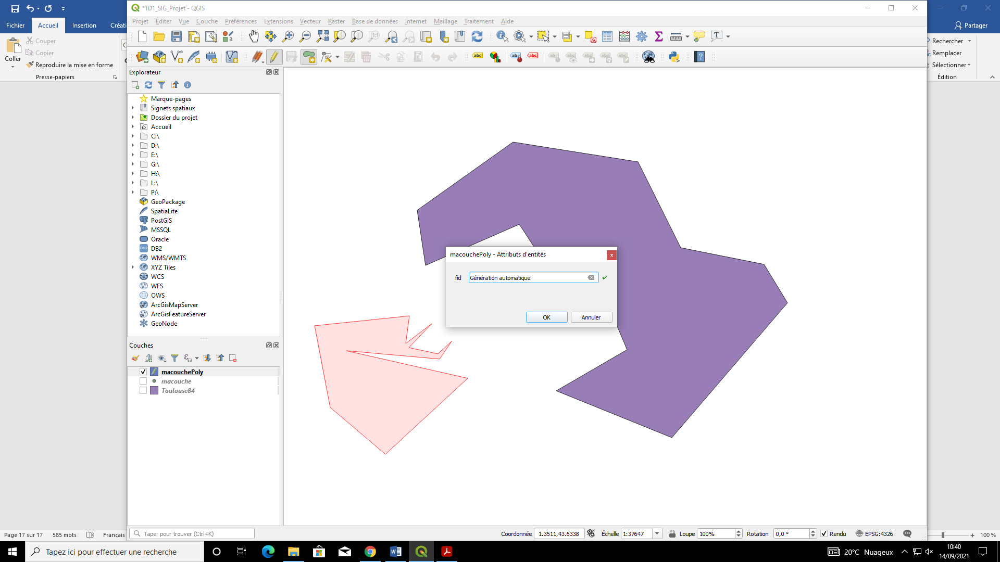 *TD1_SIG_Projet - QGIS
Fichier Accueil Insertion Créati
Partager
Projet Éditer Vue Couche Préférences Extensions Vecteur Raster Base de données Internet Maillage Traitement Aide
Couper
Copier
Coller
Reproduire la mise en forme
Presse-papiers
Rechercher
Remplacer
Sélectionner
Édition
Explorateur
Marque-pages
Signets spatiaux
Dossier du projet
Accueil
C:\
D:\
E:\
G:\
H:\
L:\
P:\
GeoPackage
SpatiaLite
PostGIS
MSSQL
Oracle
DB2
WMS/WMTS
XYZ Tiles
WCS
WFS
OWS
ArcGisMapServer
ArcGisFeatureServer
GeoNode
Couches
macouchePoly
macouche
Toulouse84
macouchePoly - Attributs d'entités
fid Génération automatique
OK Annuler
Taper pour trouver (Ctrl+K)
Coordonnée 1.3511,43.6338 Échelle 1:37647 Loupe 100% Rotation 0,0 ° Rendu EPSG:4326
Page 17 sur 17 585 mots Français
100 %
Tapez ici pour effectuer une recherche
20°C Nuageux
10:40
14/09/2021